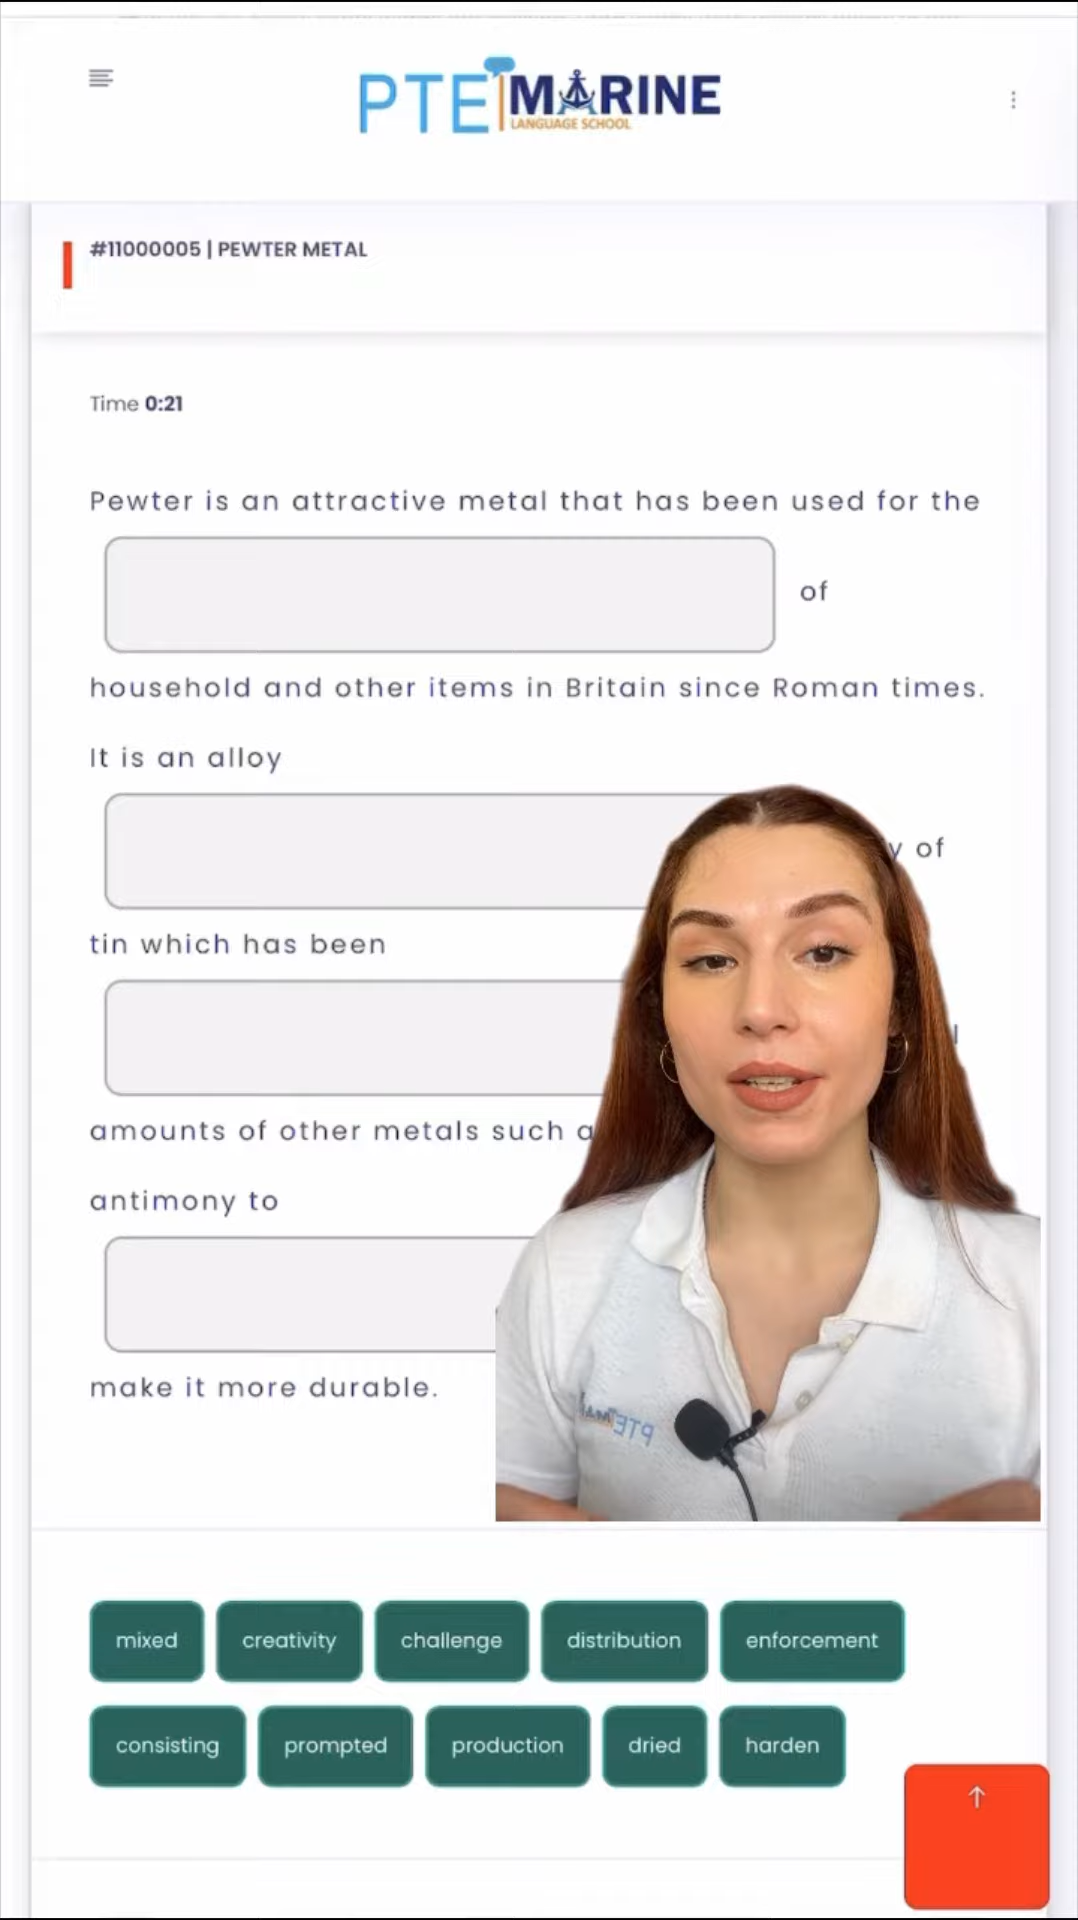 PTE MARINE
LANGUAGE SCHOOL
#11000005 | PEWTER METAL
Time 0:21
Pewter is an attractive metal that has been used for the
of
household and other items in Britain since Roman times.
It is an alloy
of
tin which has been
amounts of other metals such
antimony to
make it more durable.
PTE
mixed creativity challenge distribution enforcement
consisting prompted production dried harden